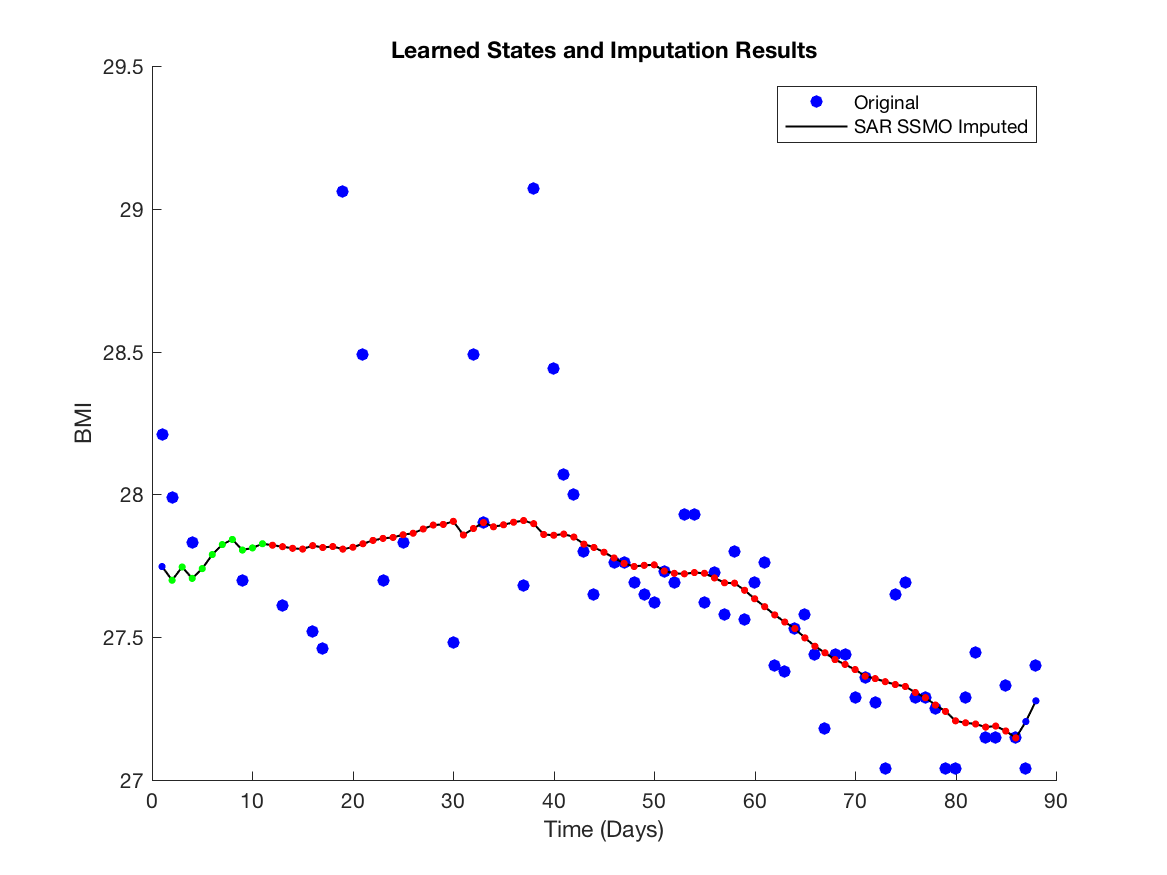 Learned States and Imputation Results
29.5
29
28.5
28
27.5
27
BMI
Original
SAR SSMO Imputed
0 10 20 30 40 50 60 70 80 90
Time (Days)